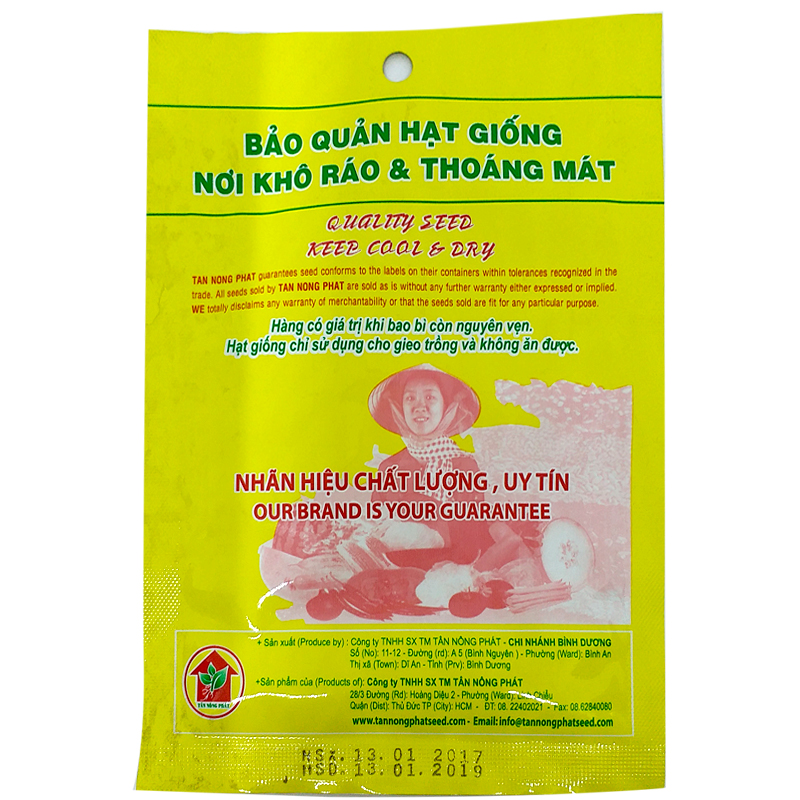 BẢO QUẢN HẠT GIỐNG
NƠI KHÔ RÁO & THOÁNG MÁT
QUALITY SEED
KEEP COOL & DRY
TAN NONG PHAT guarantees seed conforms to the labels on their containers within tolerances recognized in the
trade. All seeds sold by TAN NONG PHAT are sold as is without any further warranty either expressed or implied.
WE totally disclaims any warranty of merchantability or that the seeds sold are fit for any particular purpose.
Hàng có giá trị khi bao bì còn nguyên vẹn.
Hạt giống chỉ sử dụng cho gieo trồng và không ăn được.
NHÃN HIỆU CHẤT LƯỢNG , UY TÍN
OUR BRAND IS YOUR GUARANTEE
+ Sản xuất (Produce by) : Công ty TNHH SX TM TÂN NÔNG PHÁT - CHI NHÁNH BÌNH DƯƠNG
Số (No): 11-12 - Đường (rd): A 5 (Bình Nguyên ) - Phường (Ward): Bình An
Thị xã (Town): Dĩ An - Tỉnh (Prv): Bình Dương
+Sản phẩm của (Products of): Công ty TNHH SX TM TÂN NÔNG PHÁT
28/3 Đường (Rd): Hoàng Diệu 2 - Phường (Ward): Linh Chiểu
Quận (Dist): Thủ Đức TP (City): HCM - ĐT: 08. 22402021 - Fax: 08.62840080
www.tannongphatseed.com - Email: info@tannongphatseed.com
TÂN NÔNG PHÁT
NSX. 13.01 2017
HSD. 13.01.2019